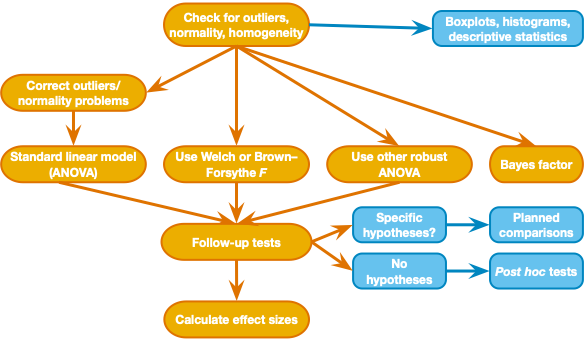 Check for outliers,
normality, homogeneity
Boxplots, histograms,
descriptive statistics
Correct outliers/
normality problems
Standard linear model
(ANOVA)
Use Welch or Brown–
Forsythe F
Use other robust
ANOVA
Bayes factor
Follow-up tests
Specific
hypotheses?
Planned
comparisons
No
hypotheses
Post hoc tests
Calculate effect sizes